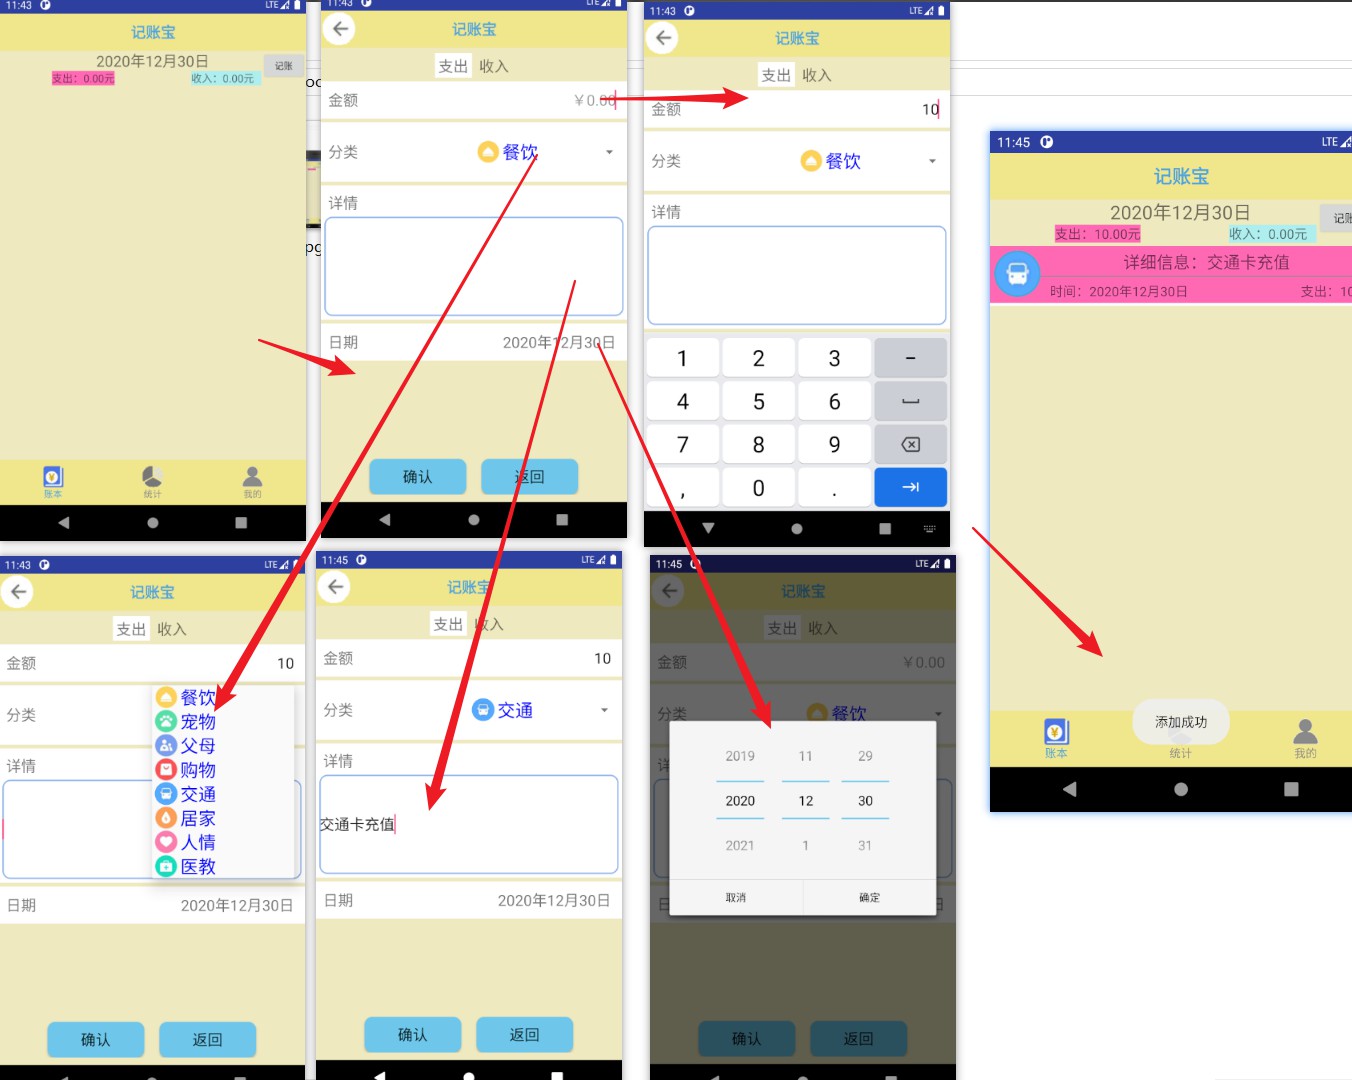 11:43
LTE
记账宝
2020年12月30日
记账
支出：0.00元
收入：0.00元
账本
统计
我的
11:43
LTE
记账宝
支出 收入
金额
￥0.00
分类
餐饮
详情
日期
2020年12月30日
确认
返回
11:43
LTE
记账宝
支出 收入
金额
10
分类
餐饮
详情
1 2 3 -
4 5 6
7 8 9
, 0 .
11:45
LTE
记账宝
2020年12月30日
记账
支出：10.00元
收入：0.00元
详细信息：交通卡充值
时间：2020年12月30日
支出：10
添加成功
账本
统计
我的
11:43
LTE
记账宝
支出 收入
金额
10
分类
餐饮
宠物
父母
购物
交通
居家
人情
医教
详情
日期
2020年12月30日
确认
返回
11:45
LTE
记账宝
支出 收入
金额
10
分类
交通
详情
交通卡充值
日期
2020年12月30日
确认
返回
11:45
LTE
记账宝
支出 收入
金额
￥0.00
分类
餐饮
2019 11 29
2020 12 30
2021 1 31
取消
确定
确认
返回